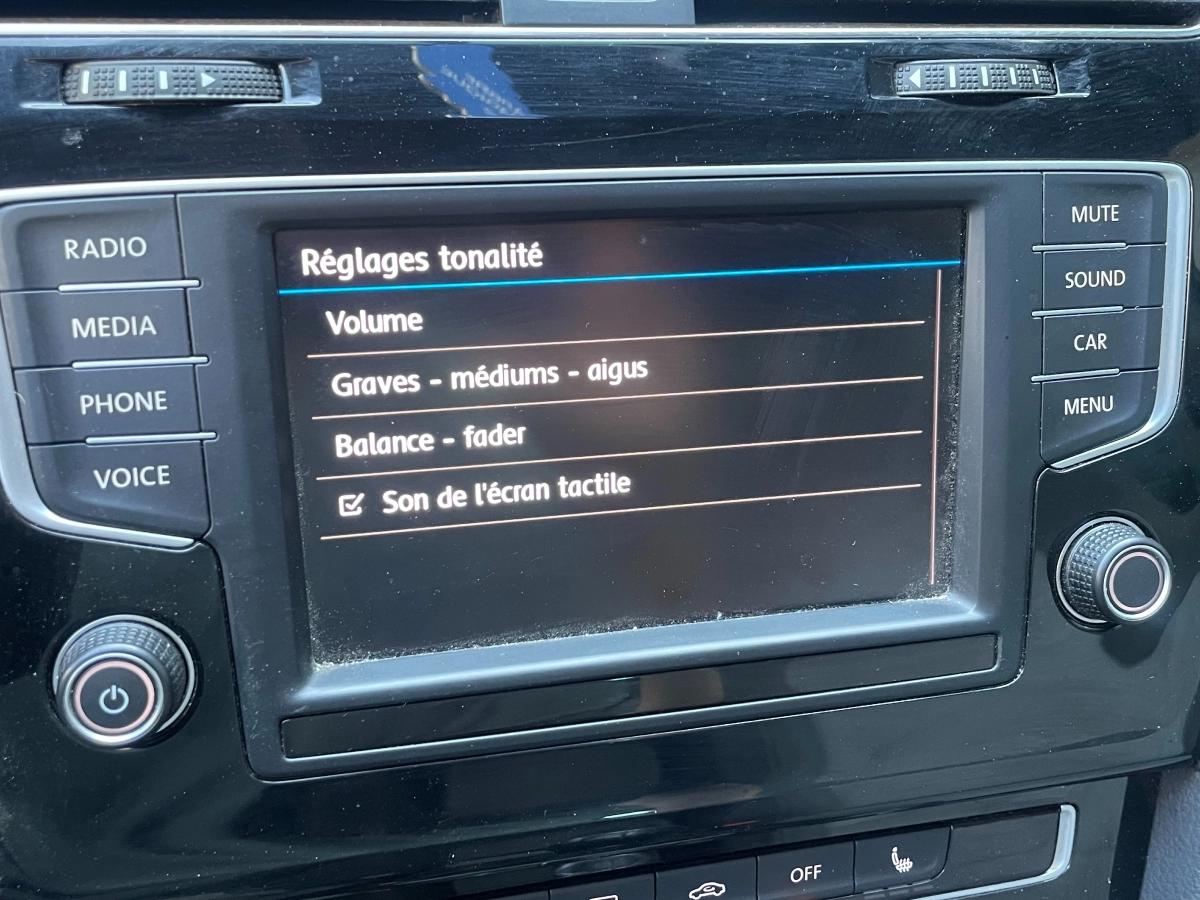 RADIO
MEDIA
PHONE
VOICE
Réglages tonalité
Volume
Graves - médiums - aigus
Balance - fader
Son de l'écran tactile
MUTE
SOUND
CAR
MENU
OFF